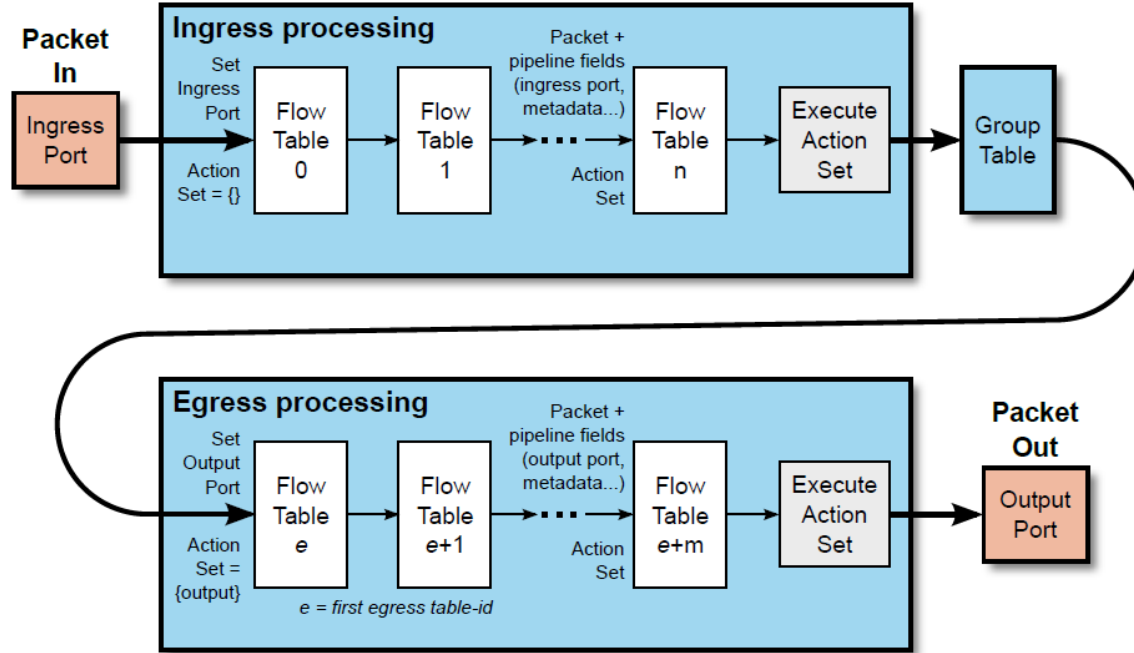 Packet
In
Ingress
Port
Ingress processing
Set
Ingress
Port
Action
Set = {}
Flow
Table
0
Flow
Table
1
Packet +
pipeline fields
(ingress port,
metadata...)
Action
Set
Flow
Table
n
Execute
Action
Set
Group
Table
Egress processing
Set
Output
Port
Action
Set =
{output}
Flow
Table
e
Flow
Table
e+1
e = first egress table-id
Packet +
pipeline fields
(output port,
metadata...)
Action
Set
Flow
Table
e+m
Execute
Action
Set
Packet
Out
Output
Port